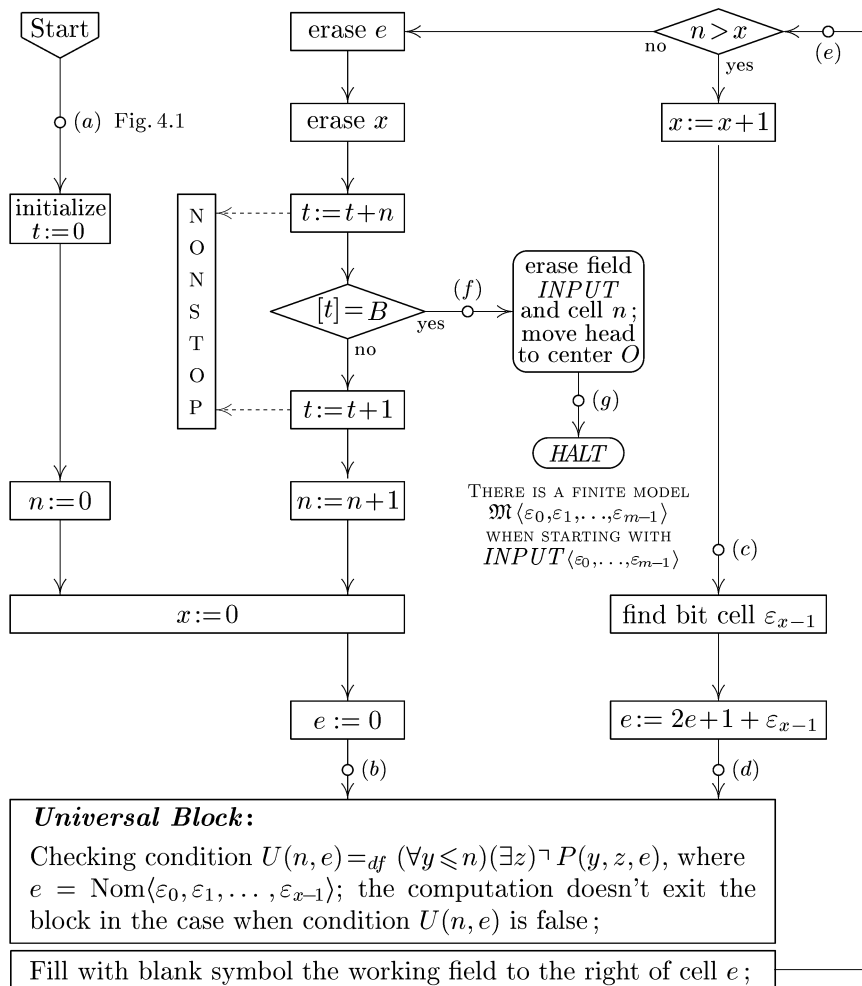 Start
(a) Fig. 4.1
initialize
t:=0
n:=0
erase e
erase x
t:=t+n
N
O
N
S
T
O
P
[t]=B
yes
no
t:=t+1
n:=n+1
x:=0
e:=0
(b)
(f)
erase field
INPUT
and cell n;
move head
to center O
(g)
HALT
THERE IS A FINITE MODEL
𝔐⟨ε₀,ε₁,...,εₘ₋₁⟩
WHEN STARTING WITH
INPUT⟨ε₀,...,εₘ₋₁⟩
n>x
no
yes
(e)
x:=x+1
(c)
find bit cell εₓ₋₁
e:=2e+1+εₓ₋₁
(d)
Universal Block:
Checking condition U(n,e)=df (∀y⩽n)(∃z)¬P(y,z,e), where
e = Nom⟨ε₀,ε₁,...,εₓ₋₁⟩; the computation doesn't exit the
block in the case when condition U(n,e) is false;
Fill with blank symbol the working field to the right of cell e;